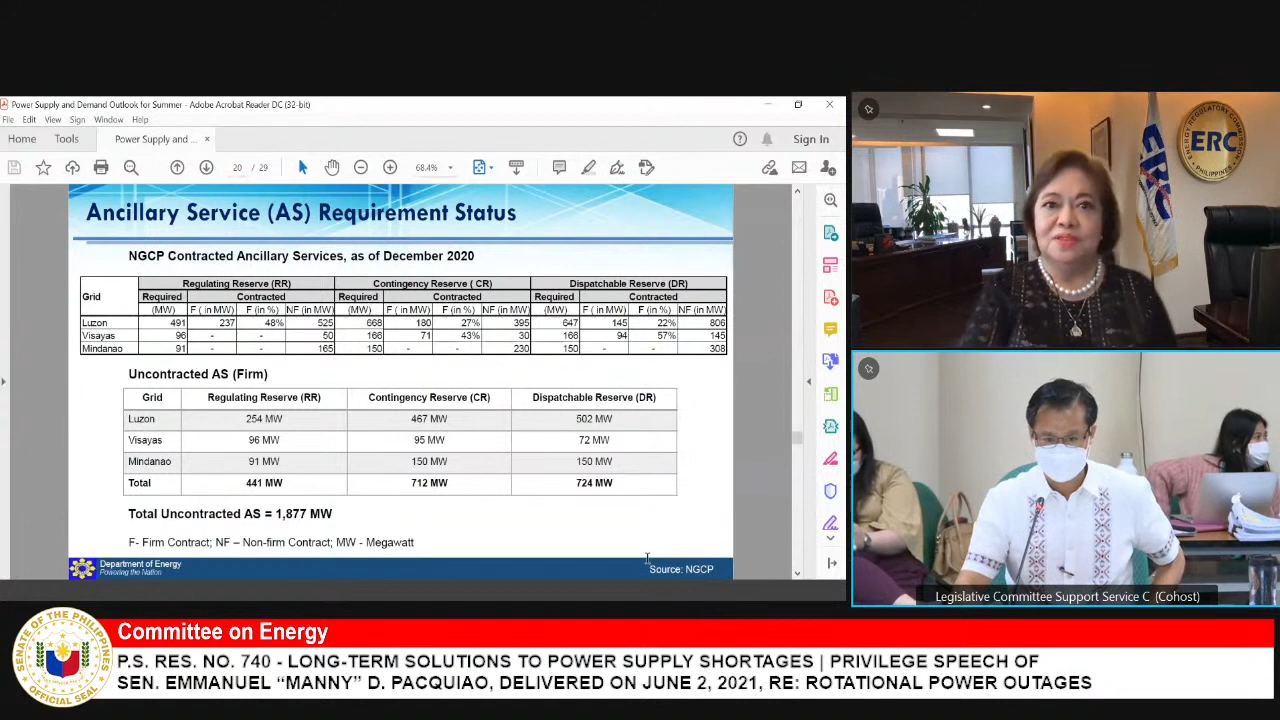 Power Supply and Demand Outlook for Summer - Adobe Acrobat Reader DC (32-bit)
File Edit View Sign Window Help
Home Tools Power Supply and ... × Sign In
20 / 29 68.4%
Ancillary Service (AS) Requirement Status
NGCP Contracted Ancillary Services, as of December 2020
Grid Regulating Reserve (RR) Contingency Reserve ( CR) Dispatchable Reserve (DR)
Required Contracted Required Contracted Required Contracted
(MW) F ( in MW) F (in %) NF (in MW) (MW) F ( in MW) F (in %) NF (in MW) (MW) F ( in MW) F (in %) NF (in MW)
Luzon 491 237 48% 525 668 180 27% 395 647 145 22% 806
Visayas 96 - - 50 166 71 43% 30 166 94 57% 145
Mindanao 91 - - 165 150 - - 230 150 - - 308
Uncontracted AS (Firm)
Grid Regulating Reserve (RR) Contingency Reserve (CR) Dispatchable Reserve (DR)
Luzon 254 MW 467 MW 502 MW
Visayas 96 MW 95 MW 72 MW
Mindanao 91 MW 150 MW 150 MW
Total 441 MW 712 MW 724 MW
Total Uncontracted AS = 1,877 MW
F- Firm Contract; NF – Non-firm Contract; MW - Megawatt
Department of Energy
Powering the Nation
Source: NGCP
ENERGY REGULATORY COMMISSION
ERC
PHILIPPINES
ERC
Legislative Committee Support Service C (Cohost)
SENATE OF THE PHILIPPINES
OFFICIAL SEAL
Committee on Energy
P.S. RES. NO. 740 - LONG-TERM SOLUTIONS TO POWER SUPPLY SHORTAGES | PRIVILEGE SPEECH OF
SEN. EMMANUEL “MANNY” D. PACQUIAO, DELIVERED ON JUNE 2, 2021, RE: ROTATIONAL POWER OUTAGES